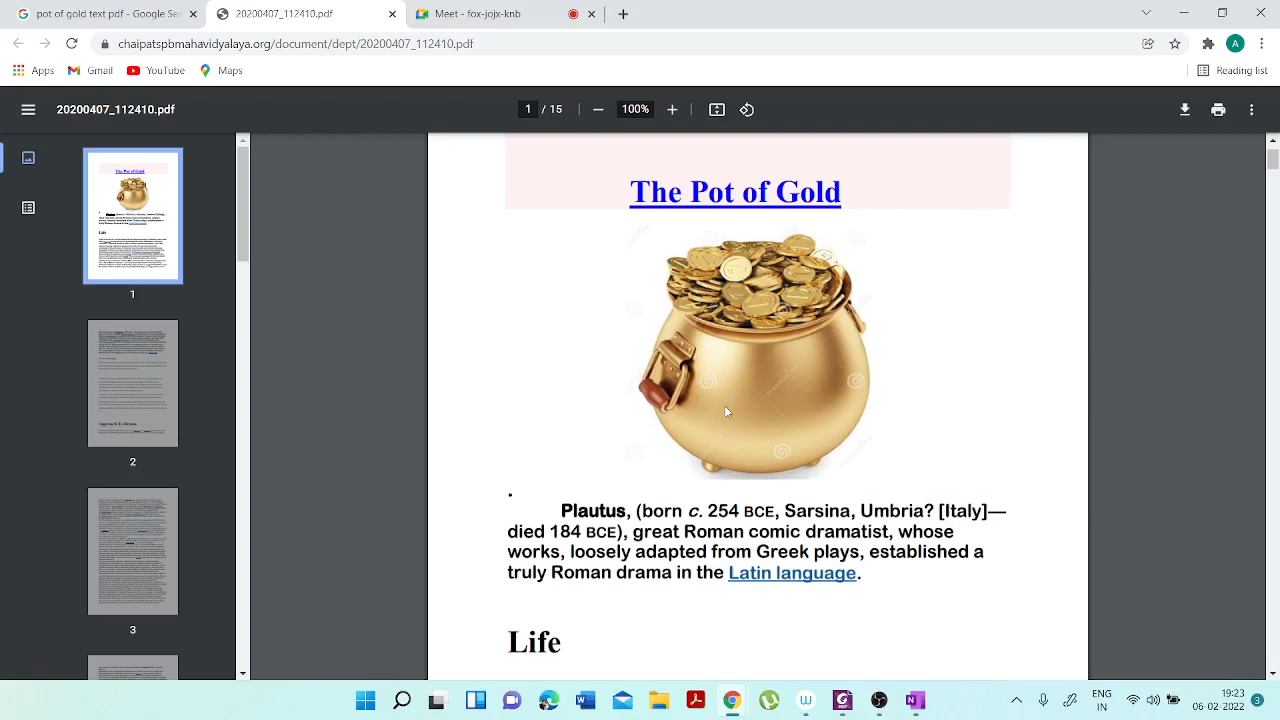 pot of gold text pdf - Google Se
20200407_112410.pdf
Meet - fox-jqjx-knb
chaipatspbmahavidyalaya.org/document/dept/20200407_112410.pdf
A
Apps
Gmail
YouTube
Maps
Reading list
20200407_112410.pdf
1 / 15
100%
The Pot of Gold
1
2
3
Plautus, (born c. 254 BCE, Sarsina, Umbria? [Italy]—
died 184 BCE), great Roman comic dramatist, whose
works, loosely adapted from Greek plays, established a
truly Roman drama in the Latin language.
Life
ENG
IN
19:23
06-02-2022
3